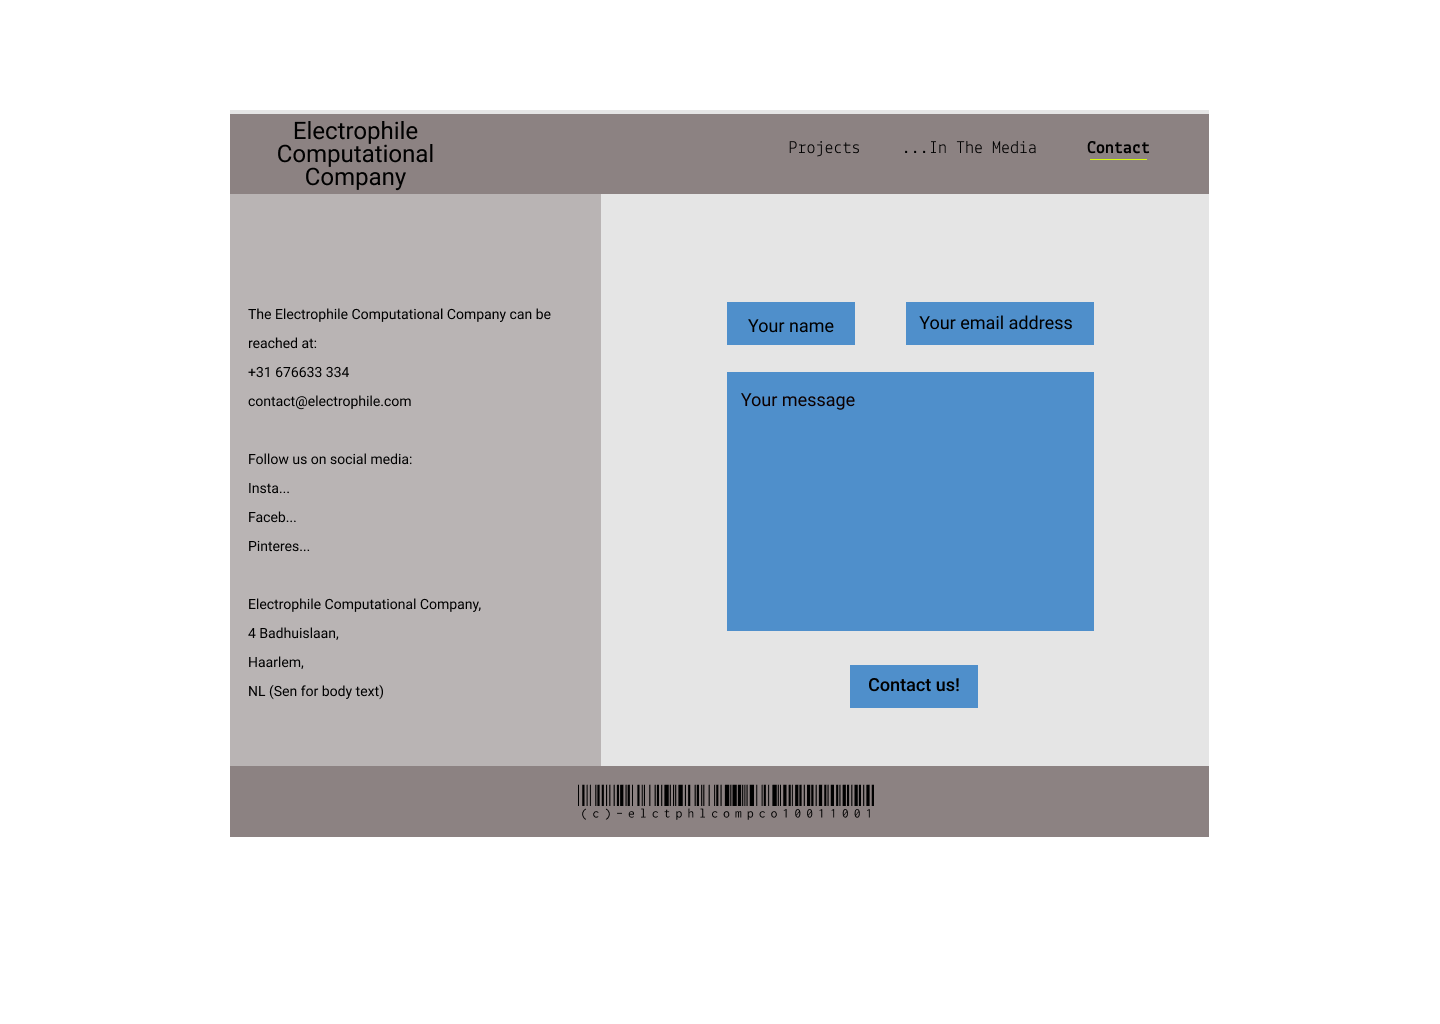 Electrophile
Computational
Company
Projects
...In The Media
Contact
The Electrophile Computational Company can be
reached at:
+31 676633 334
contact@electrophile.com
Follow us on social media:
Insta...
Faceb...
Pinteres...
Electrophile Computational Company,
4 Badhuislaan,
Haarlem,
NL (Sen for body text)
Your name
Your email address
Your message
Contact us!
(c)-elctphlcompco10011001